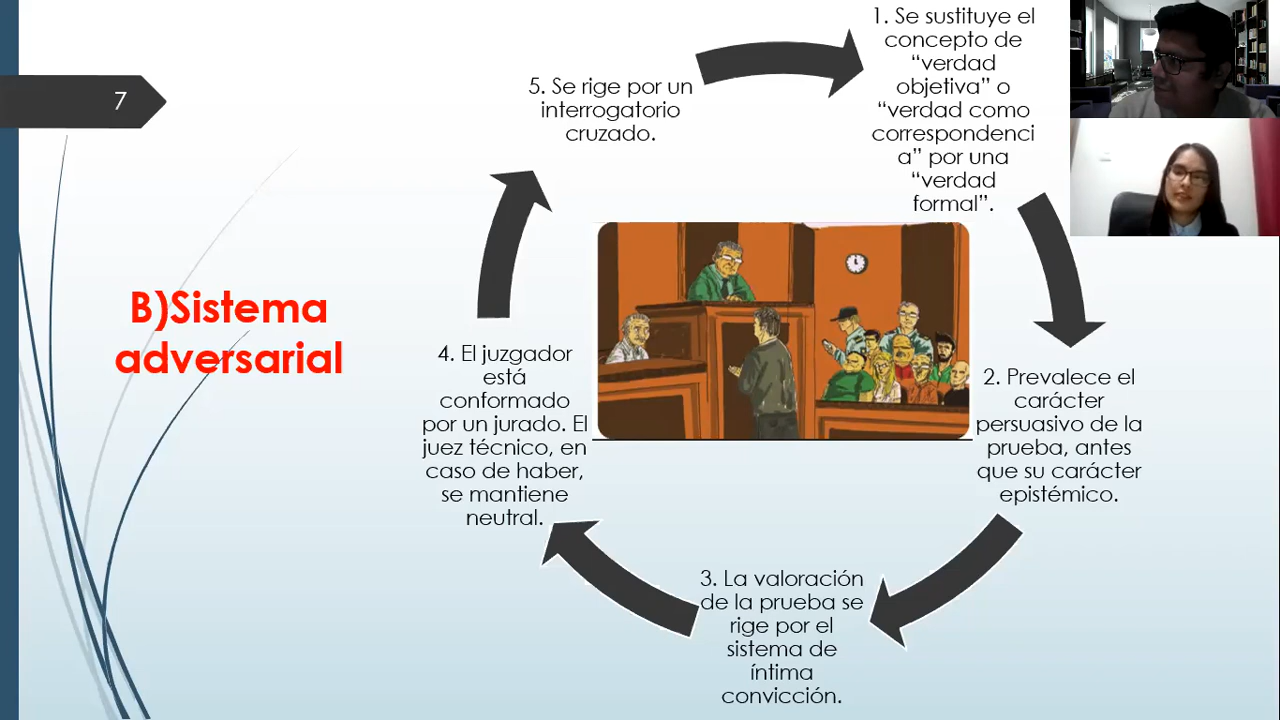 7
B)Sistema
adversarial
1. Se sustituye el
concepto de
“verdad
objetiva” o
“verdad como
correspondenci
a” por una
“verdad
formal”.
2. Prevalece el
carácter
persuasivo de la
prueba, antes
que su carácter
epistémico.
3. La valoración
de la prueba se
rige por el
sistema de
íntima
convicción.
4. El juzgador
está
conformado
por un jurado. El
juez técnico, en
caso de haber,
se mantiene
neutral.
5. Se rige por un
interrogatorio
cruzado.